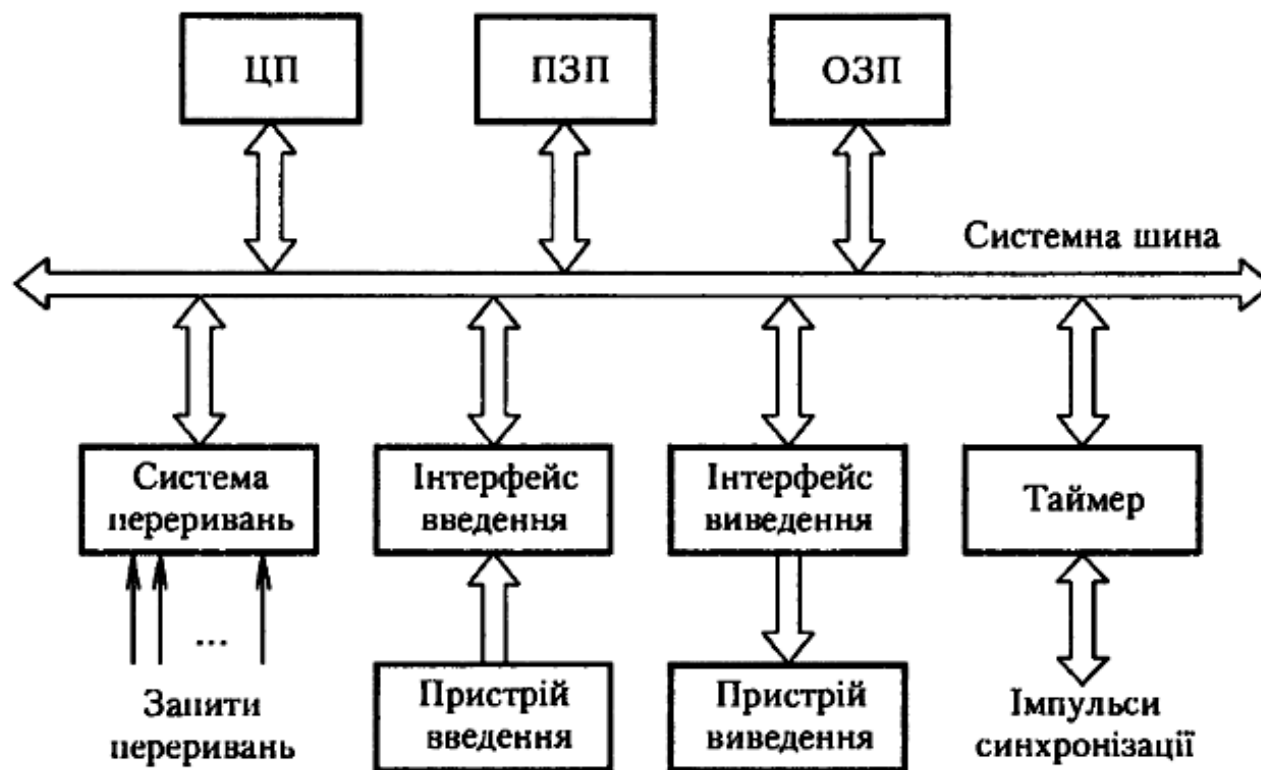 ЦП
ПЗП
ОЗП
Системна шина
Система
переривань
Інтерфейс
введення
Інтерфейс
виведення
Таймер
...
Запити
переривань
Пристрій
введення
Пристрій
виведення
Імпульси
синхронізації